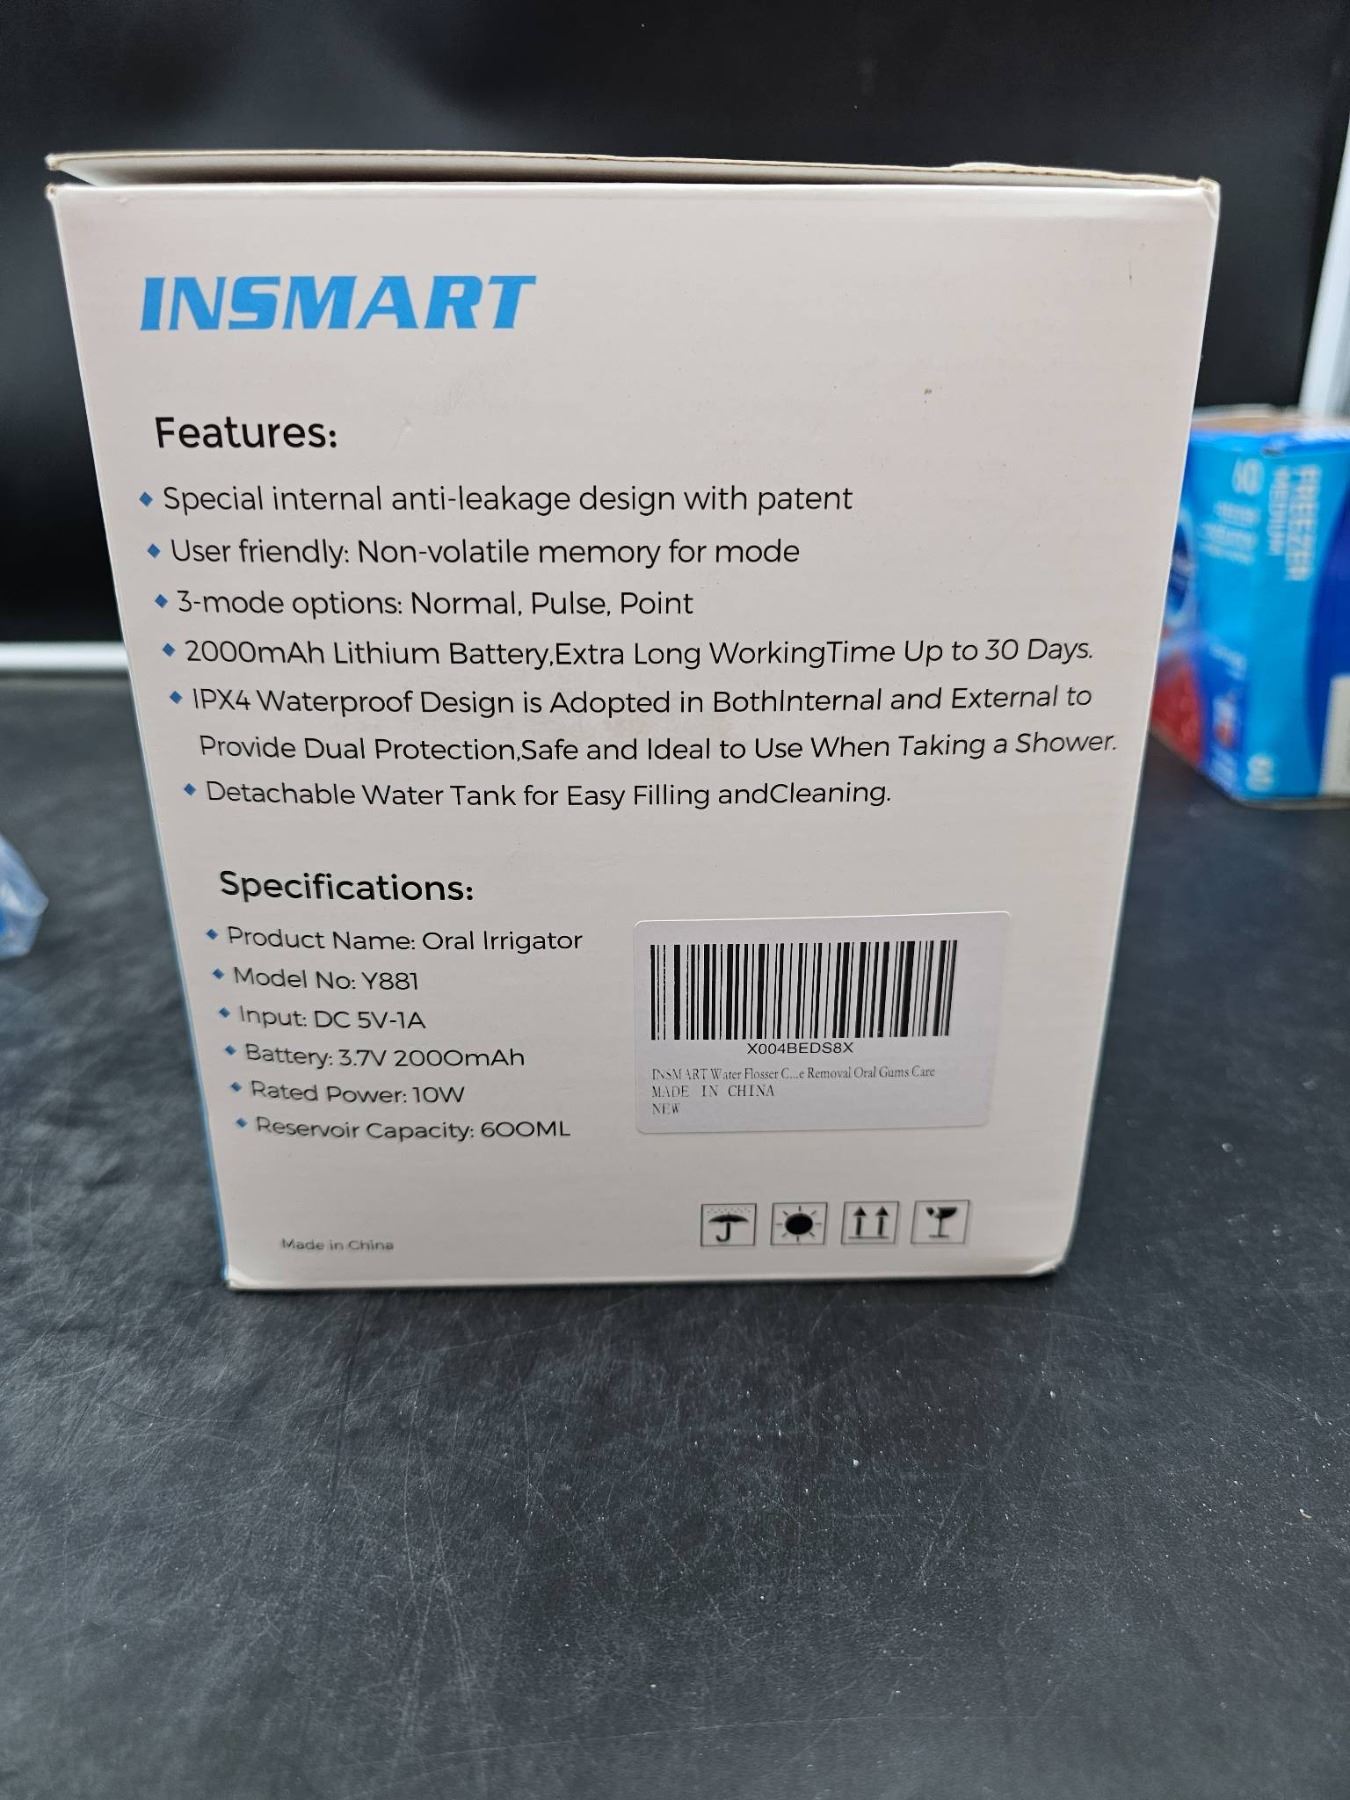 INSMART
Features:
Special internal anti-leakage design with patent
User friendly: Non-volatile memory for mode
3-mode options: Normal, Pulse, Point
2000mAh Lithium Battery,Extra Long WorkingTime Up to 30 Days.
IPX4 Waterproof Design is Adopted in BothInternal and External to
Provide Dual Protection,Safe and Ideal to Use When Taking a Shower.
Detachable Water Tank for Easy Filling andCleaning.
Specifications:
Product Name: Oral Irrigator
Model No: Y881
Input: DC 5V-1A
Battery: 3.7V 2000mAh
Rated Power: 10W
Reservoir Capacity: 600ML
X004BEDS8X
INSMART Water Flosser C...e Removal Oral Gums Care
MADE IN CHINA
NEW
Made in China
FREEZER
MEDIUM
60